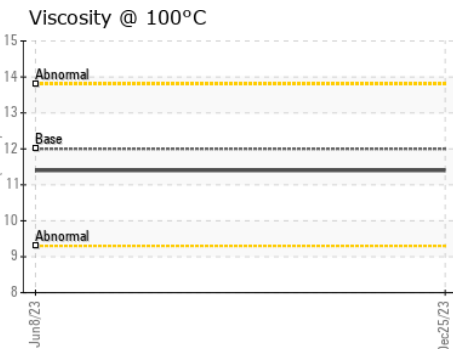 Viscosity @ 100°C
15
14
Abnormal
13
12
Base
11
10
Abnormal
9
8
Jun8/23
Dec25/23